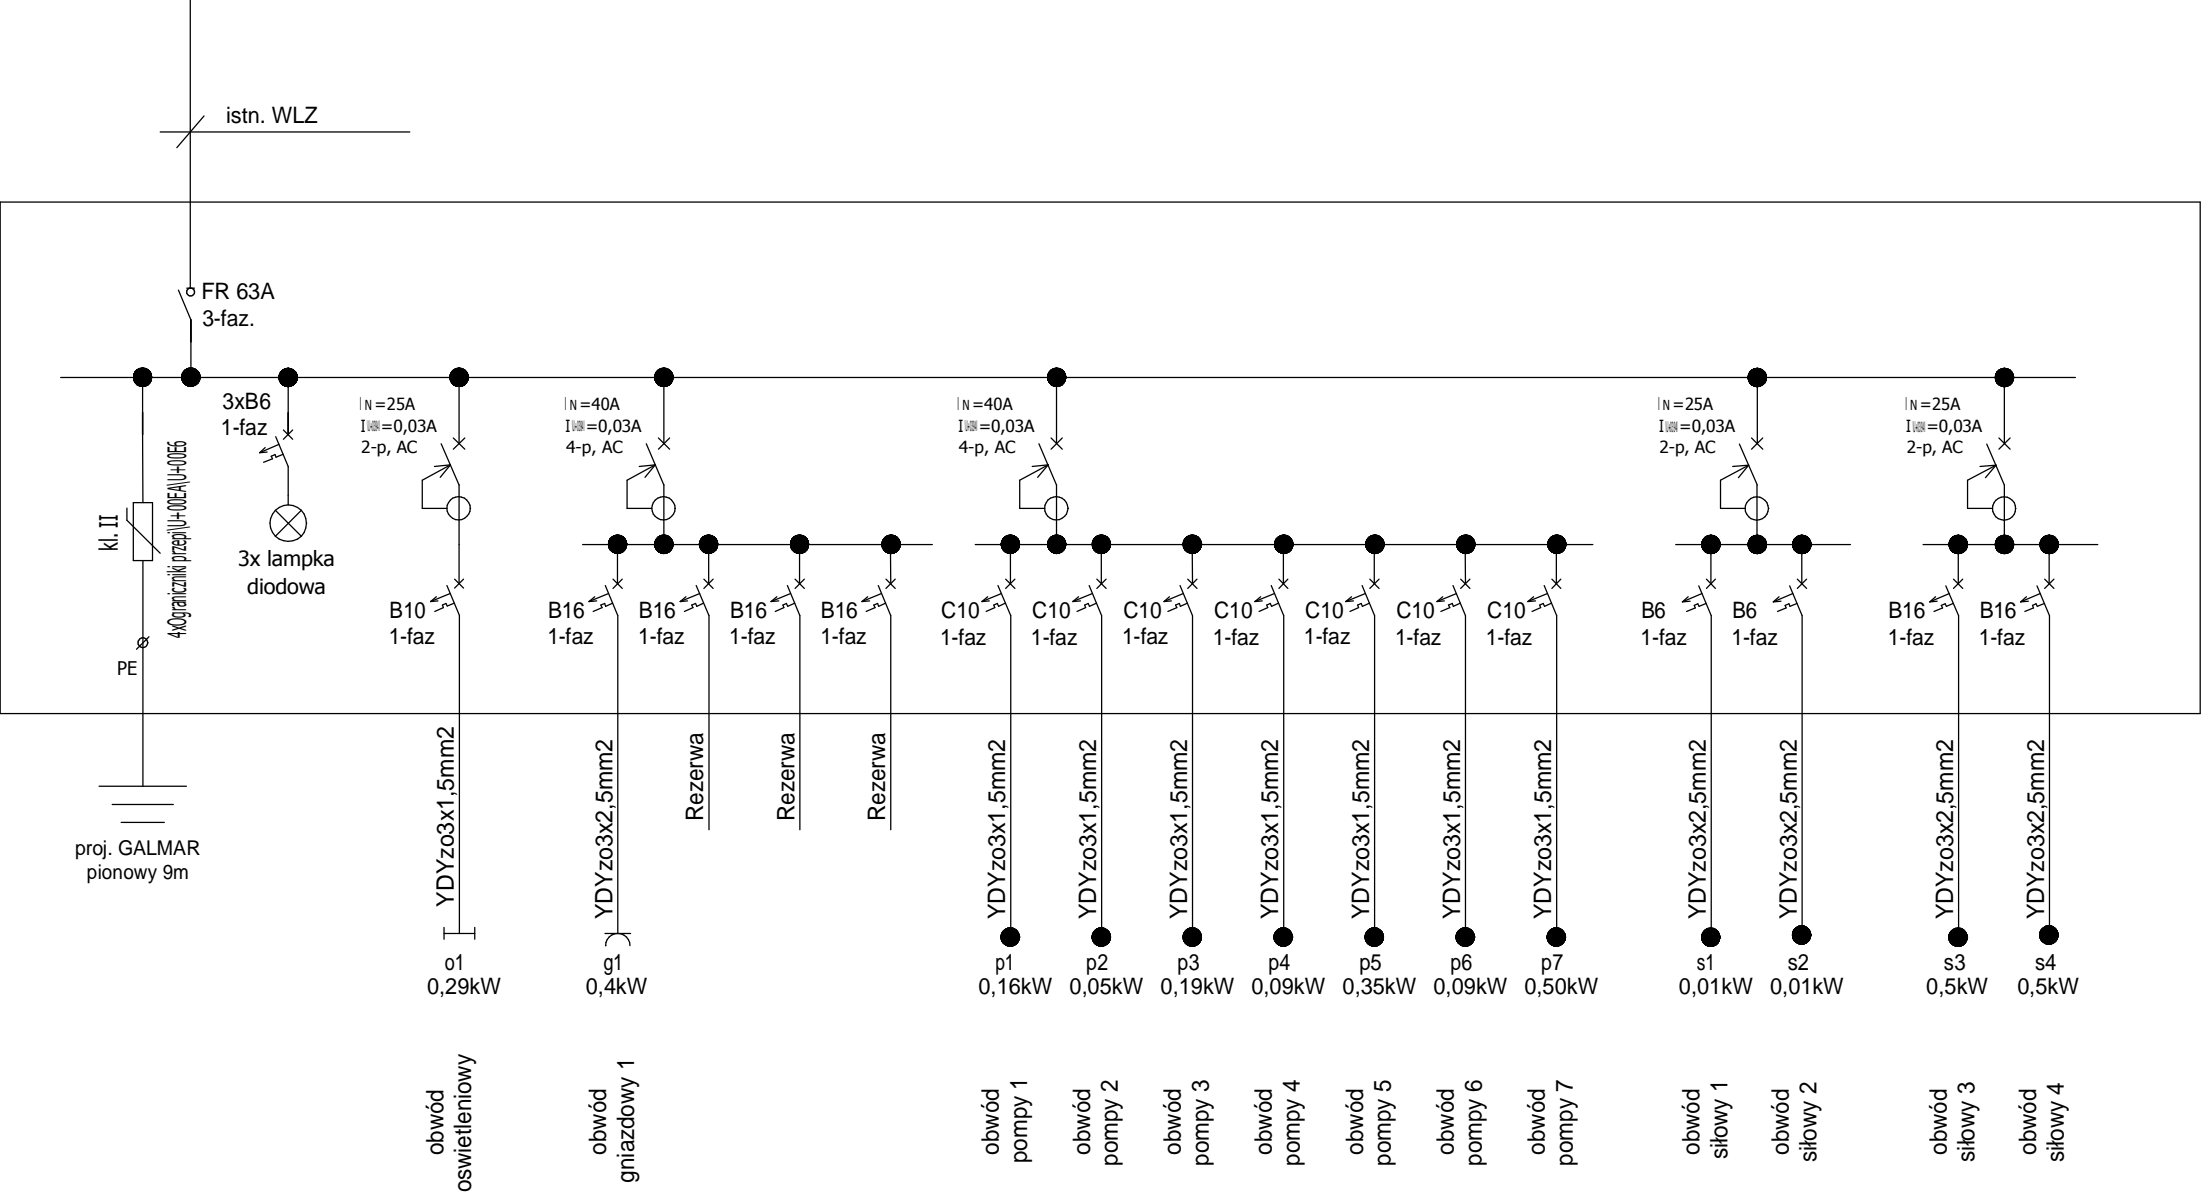 istn. WLZ
FR 63A
3-faz.
3xB6
1-faz
3x lampka
diodowa
kl. II
4xOgraniczniki przepi\U+00EA\U+00E6
PE
proj. GALMAR
pionowy 9m
IN=25A
I =0,03A
2-p, AC
IN=40A
I =0,03A
4-p, AC
IN=40A
I =0,03A
4-p, AC
IN=25A
I =0,03A
2-p, AC
IN=25A
I =0,03A
2-p, AC
B10
1-faz
B16
1-faz
B16
1-faz
B16
1-faz
B16
1-faz
C10
1-faz
C10
1-faz
C10
1-faz
C10
1-faz
C10
1-faz
C10
1-faz
C10
1-faz
B6
1-faz
B6
1-faz
B16
1-faz
B16
1-faz
YDYzo3x1,5mm2
YDYzo3x2,5mm2
Rezerwa
Rezerwa
Rezerwa
YDYzo3x1,5mm2
YDYzo3x1,5mm2
YDYzo3x1,5mm2
YDYzo3x1,5mm2
YDYzo3x1,5mm2
YDYzo3x1,5mm2
YDYzo3x1,5mm2
YDYzo3x2,5mm2
YDYzo3x2,5mm2
YDYzo3x2,5mm2
YDYzo3x2,5mm2
o1
0,29kW
g1
0,4kW
p1
0,16kW
p2
0,05kW
p3
0,19kW
p4
0,09kW
p5
0,35kW
p6
0,09kW
p7
0,50kW
s1
0,01kW
s2
0,01kW
s3
0,5kW
s4
0,5kW
obwód
oswietleniowy
obwód
gniazdowy 1
obwód
pompy 1
obwód
pompy 2
obwód
pompy 3
obwód
pompy 4
obwód
pompy 5
obwód
pompy 6
obwód
pompy 7
obwód
siłowy 1
obwód
siłowy 2
obwód
siłowy 3
obwód
siłowy 4